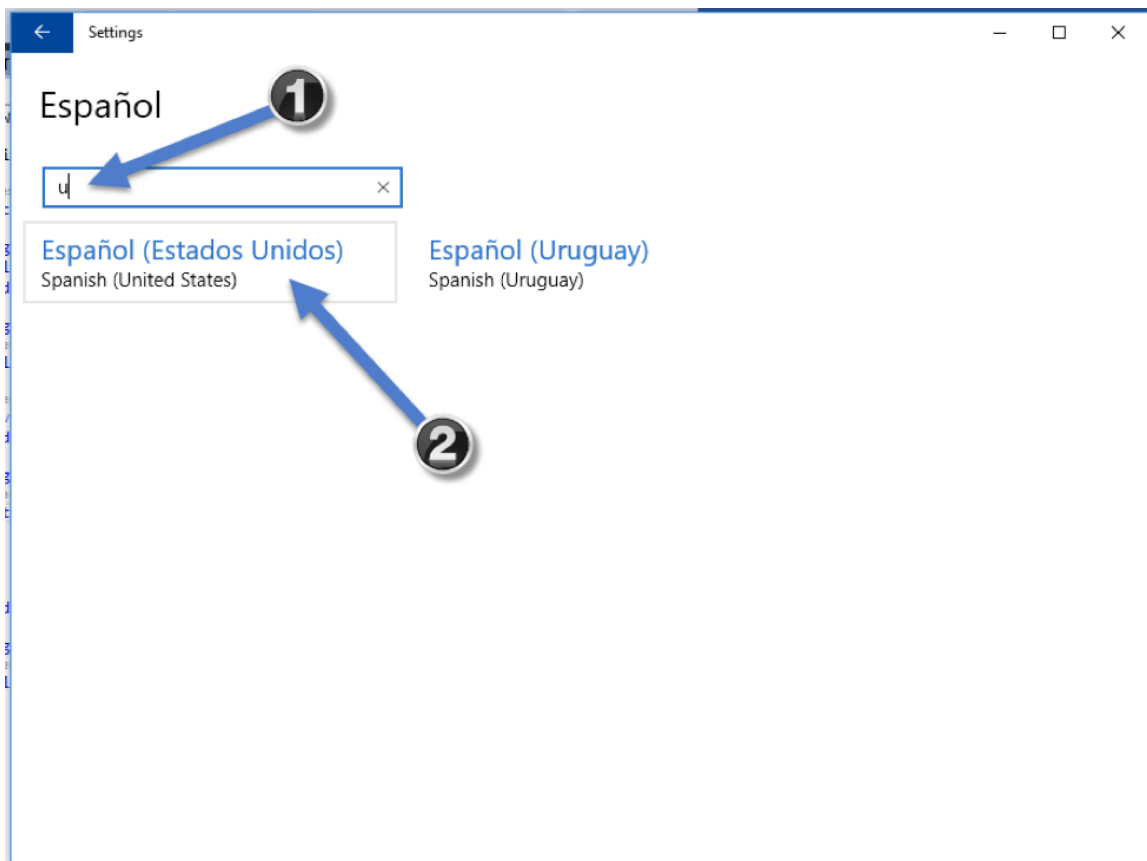 Settings
Español
1
u
Español (Estados Unidos)
Spanish (United States)
Español (Uruguay)
Spanish (Uruguay)
2